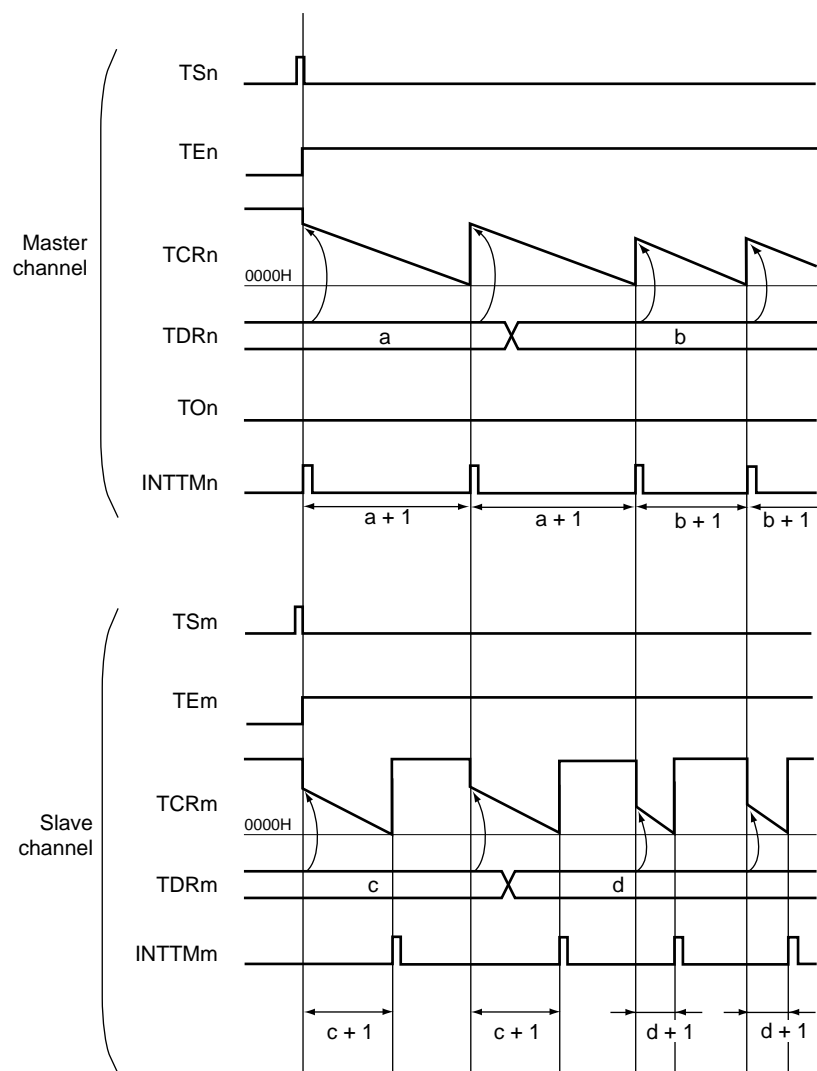 TSn
TEn
Master
channel
TCRn
0000H
TDRn
a
b
TOn
INTTMn
a + 1
a + 1
b + 1
b + 1
TSm
TEm
Slave
channel
TCRm
0000H
TDRm
c
d
INTTMm
c + 1
c + 1
d + 1
d + 1